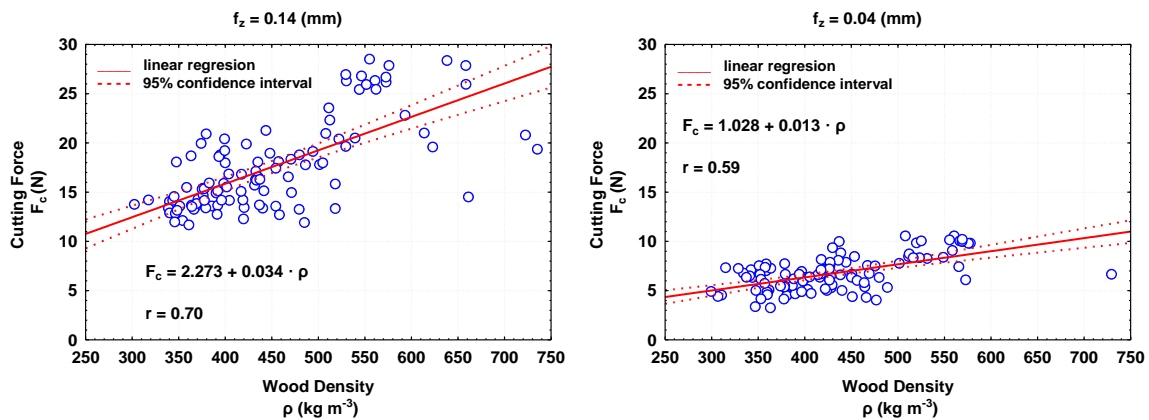 f_z = 0.14 (mm)
30
25
20
15
10
5
0
Cutting Force
F_c (N)
linear regresion
95% confidence interval
F_c = 2.273 + 0.034 · ρ
r = 0.70
250 300 350 400 450 500 550 600 650 700 750
Wood Density
ρ (kg m⁻³)
f_z = 0.04 (mm)
30
25
20
15
10
5
0
Cutting Force
F_c (N)
linear regresion
95% confidence interval
F_c = 1.028 + 0.013 · ρ
r = 0.59
250 300 350 400 450 500 550 600 650 700 750
Wood Density
ρ (kg m⁻³)